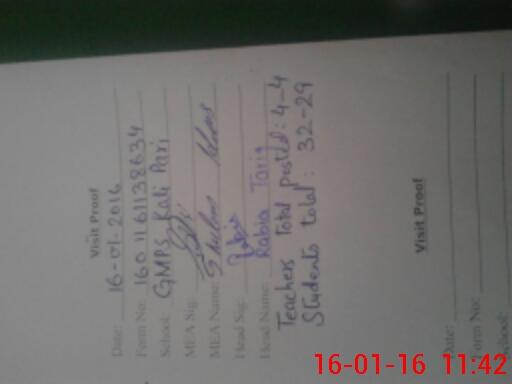 Visit Proof
Date: 16-01-2016
Form No: 1601161138634
School: GMPS Kali Pari
MEA Sig:
MEA Name:
Head Sig: Rabia
Head Name: Rabia Tariq
Teachers Total posted: 4-4
Students total: 32-29
Visit Proof
Date:
Form No:
School:
16-01-16 11:42